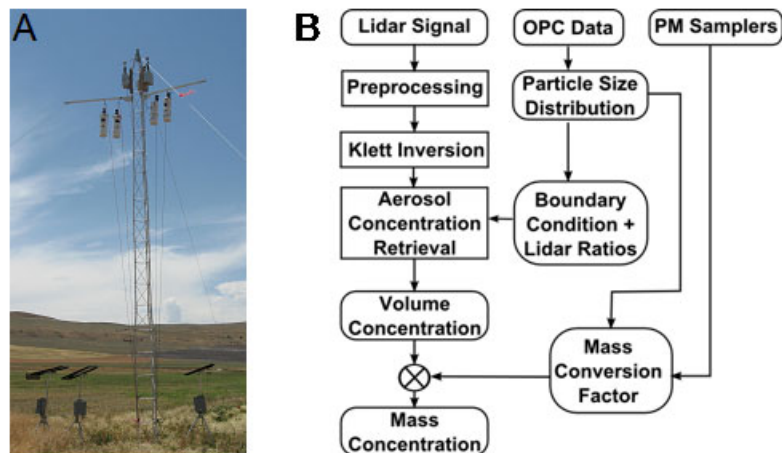 A
B
Lidar Signal
OPC Data
PM Samplers
Preprocessing
Particle Size
Distribution
Klett Inversion
Aerosol
Concentration
Retrieval
Boundary
Condition +
Lidar Ratios
Volume
Concentration
Mass
Conversion
Factor
Mass
Concentration